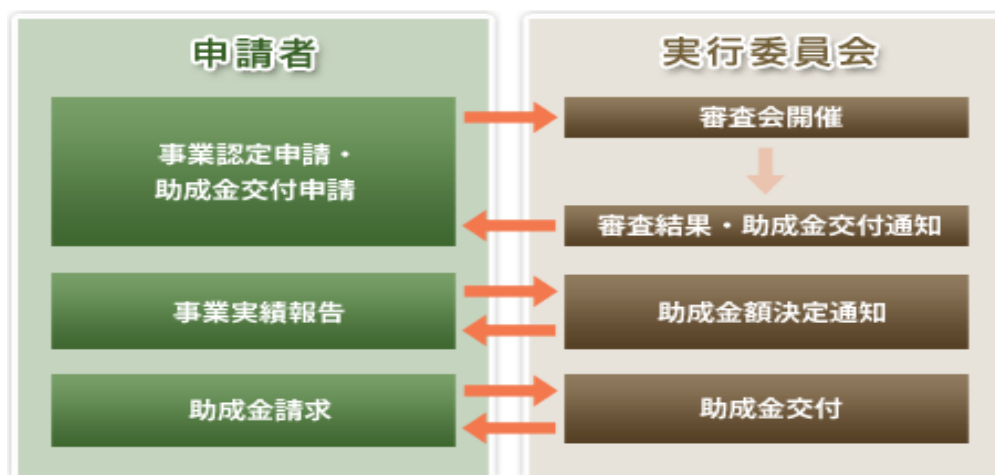 申請者
事業認定申請・
助成金交付申請
事業実績報告
助成金請求
実行委員会
審査会開催
審査結果・助成金交付通知
助成金額決定通知
助成金交付